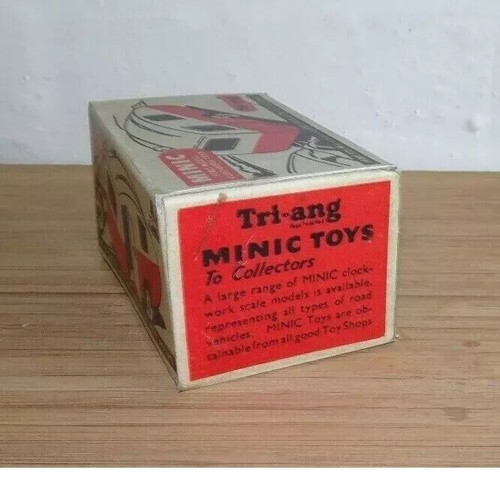 MINIC
Tri-ang
MINIC TOYS
To Collectors
A large range of MINIC clock-
work scale models is available,
representing all types of road
vehicles. MINIC Toys are ob-
tainable from all good Toy Shops